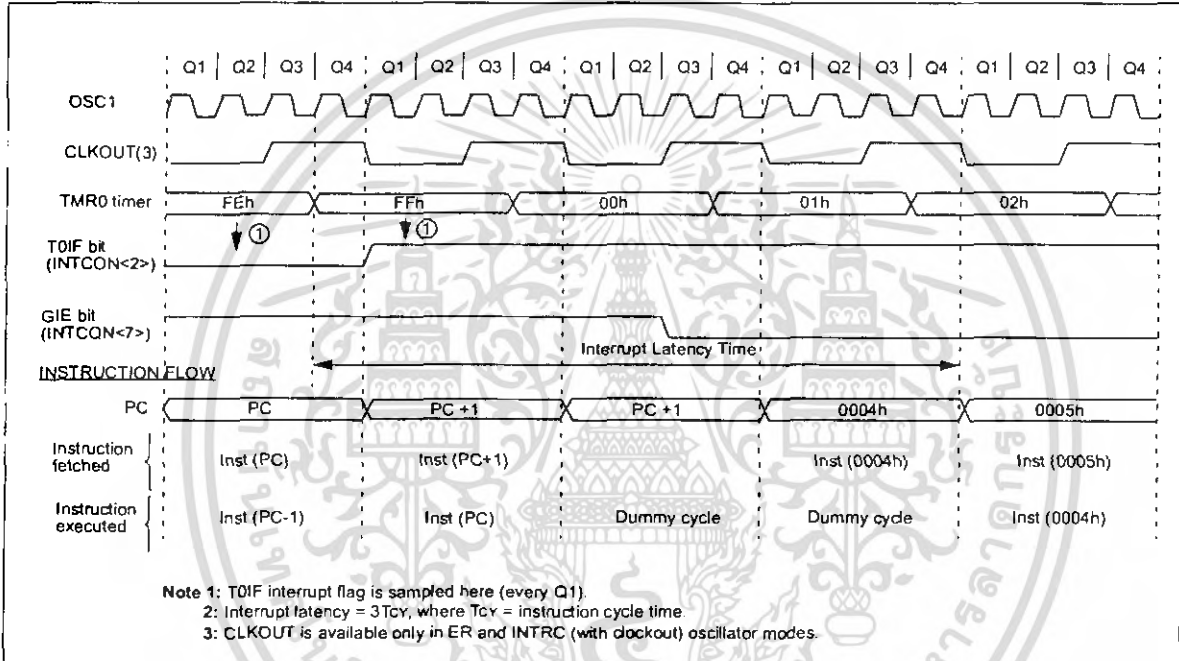 Q1 | Q2 | Q3 | Q4 Q1 | Q2 | Q3 | Q4 Q1 | Q2 | Q3 | Q4 Q1 | Q2 | Q3 | Q4 Q1 | Q2 | Q3 | Q4
OSC1
CLKOUT(3)
TMR0 timer FEh FFh 00h 01h 02h
① ①
T0IF bit
(INTCON<2>)
GIE bit
(INTCON<7>)
Interrupt Latency Time
INSTRUCTION FLOW
PC PC PC +1 PC +1 0004h 0005h
Instruction
fetched Inst (PC) Inst (PC+1) Inst (0004h) Inst (0005h)
Instruction
executed Inst (PC-1) Inst (PC) Dummy cycle Dummy cycle Inst (0004h)
Note 1: T0IF interrupt flag is sampled here (every Q1).
2: Interrupt latency = 3TCY, where TCY = instruction cycle time.
3: CLKOUT is available only in ER and INTRC (with clockout) oscillator modes.